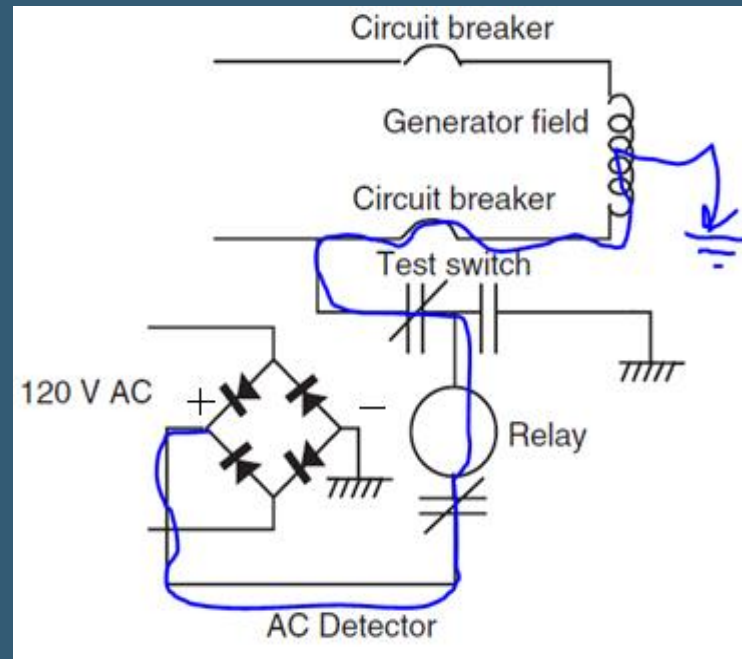 Circuit breaker
Generator field
Circuit breaker
Test switch
120 V AC
+
−
Relay
AC Detector